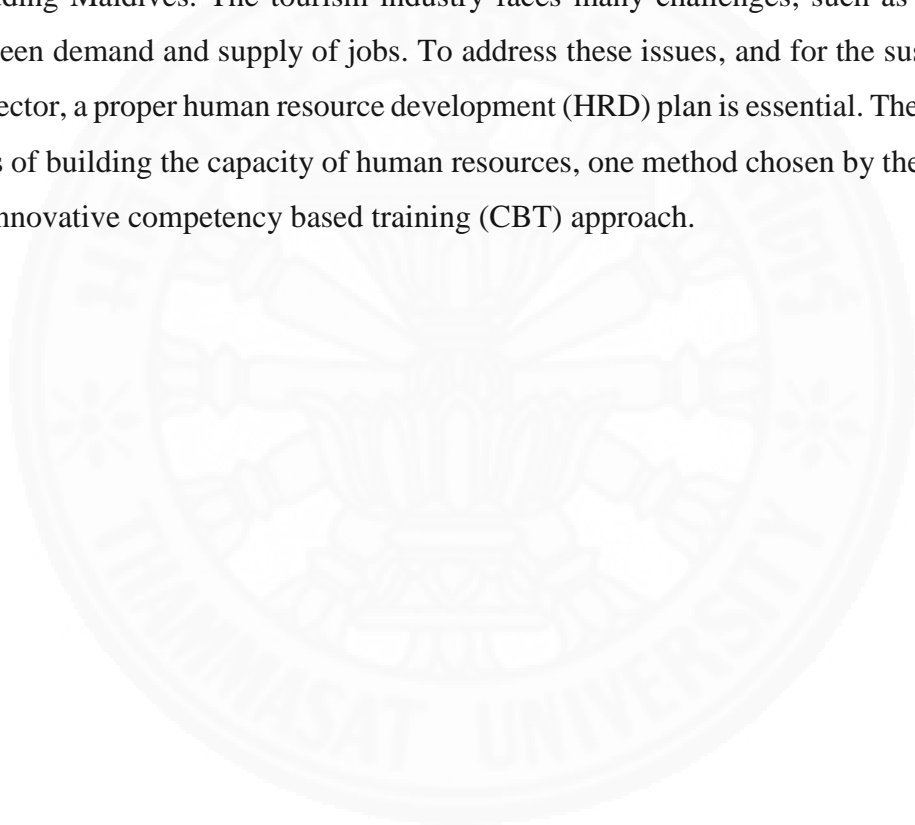 ding Maldives. The tourism industry faces many challenges, such as
een demand and supply of jobs. To address these issues, and for the sus
ector, a proper human resource development (HRD) plan is essential. The
s of building the capacity of human resources, one method chosen by the
nnovative competency based training (CBT) approach.
THAMMASAT UNIVERSITY